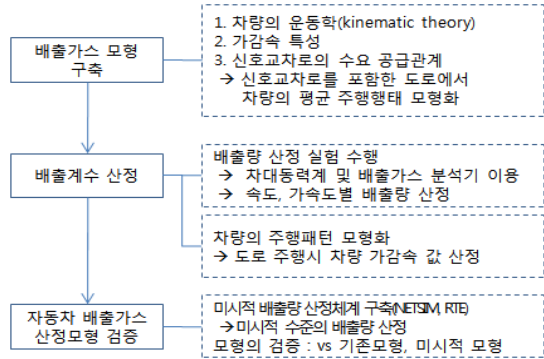 배출가스 모형
구축
1. 차량의 운동학(kinematic theory)
2. 가감속 특성
3. 신호교차로의 수요 공급관계
→ 신호교차로를 포함한 도로에서
차량의 평균 주행행태 모형화
배출계수 산정
배출량 산정 실험 수행
→ 차대동력계 및 배출가스 분석기 이용
→ 속도, 가속도별 배출량 산정
차량의 주행패턴 모형화
→ 도로 주행시 차량 가감속 값 산정
자동차 배출가스
산정모형 검증
미시적 배출량 산정체계 구축(NETSIM, RTE)
→미시적 수준의 배출량 산정
모형의 검증 : vs 기존모형, 미시적 모형